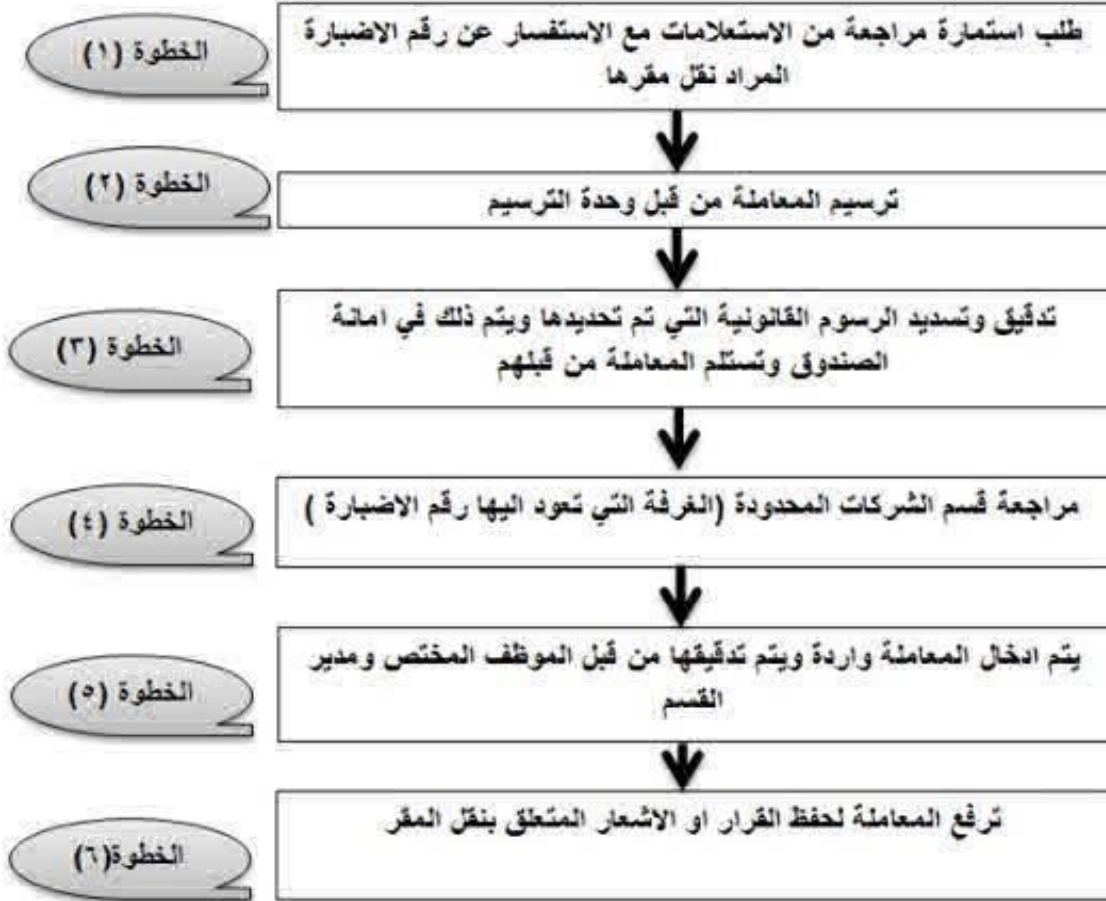 الخطوة (١)
طلب استمارة مراجعة من الاستعلامات مع الاستفسار عن رقم الاضبارة
المراد نقل مقرها
الخطوة (٢)
ترسيم المعاملة من قبل وحدة الترسيم
الخطوة (٣)
تدقيق وتسديد الرسوم القانونية التي تم تحديدها ويتم ذلك في امانة
الصندوق وتستلم المعاملة من قبلهم
الخطوة (٤)
مراجعة قسم الشركات المحدودة (الغرفة التي تعود اليها رقم الاضبارة )
الخطوة (٥)
يتم ادخال المعاملة واردة ويتم تدقيقها من قبل الموظف المختص ومدير
القسم
الخطوة(٦)
ترفع المعاملة لحفظ القرار او الاشعار المتعلق بنقل المقر